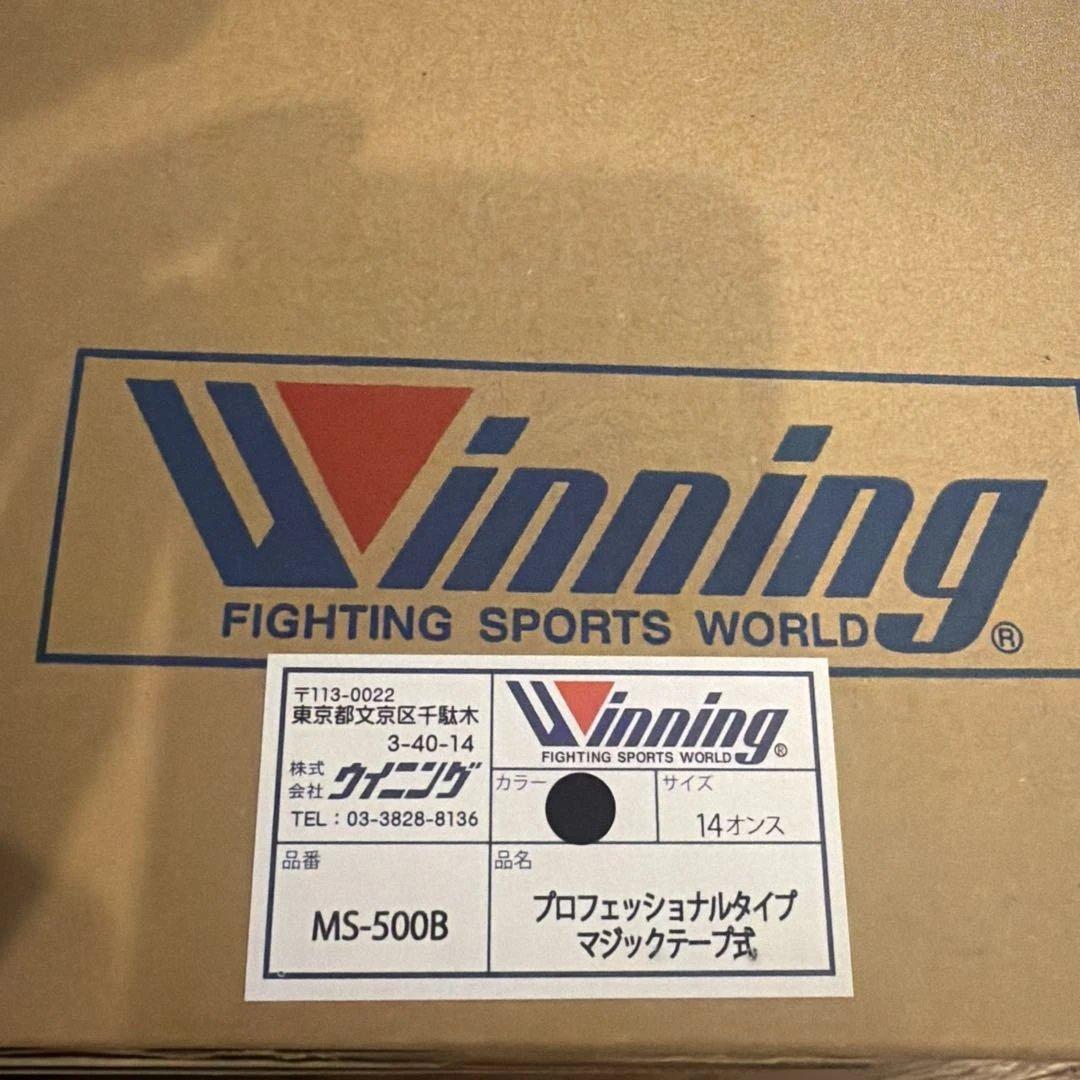 Winning®
FIGHTING SPORTS WORLD
〒113-0022
東京都文京区千駄木
3-40-14
株式会社 ウイニング
TEL：03-3828-8136
Winning®
FIGHTING SPORTS WORLD
カラー
サイズ
14オンス
品番
MS-500B
品名
プロフェッショナルタイプ
マジックテープ式